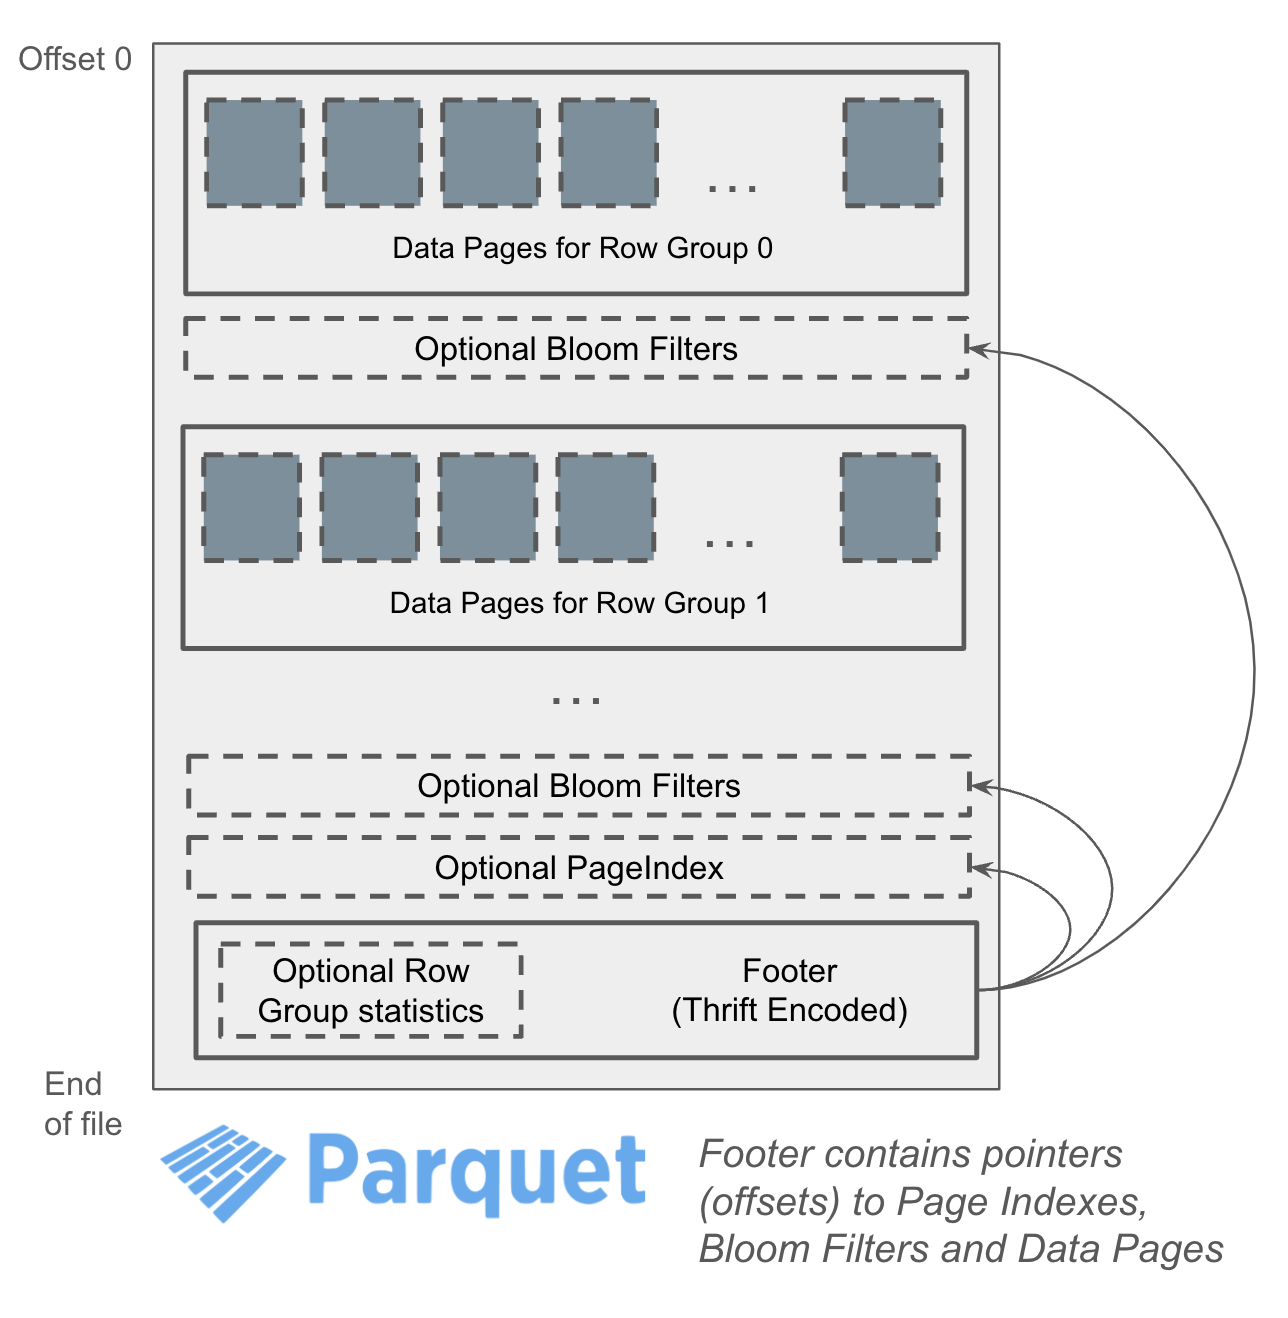 Offset 0
...
Data Pages for Row Group 0
Optional Bloom Filters
...
Data Pages for Row Group 1
...
Optional Bloom Filters
Optional PageIndex
Optional Row
Group statistics
Footer
(Thrift Encoded)
End
of file
Parquet
Footer contains pointers
(offsets) to Page Indexes,
Bloom Filters and Data Pages